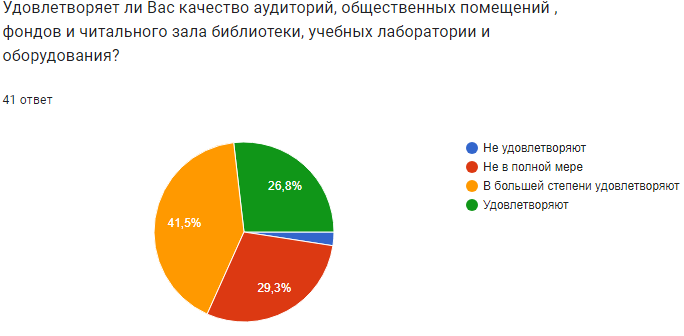 Удовлетворяет ли Вас качество аудиторий, общественных помещений ,
фондов и читального зала библиотеки, учебных лаборатории и
оборудования?
41 ответ
Не удовлетворяют
Не в полной мере
В большей степени удовлетворяют
Удовлетворяют
26,8%
41,5%
29,3%